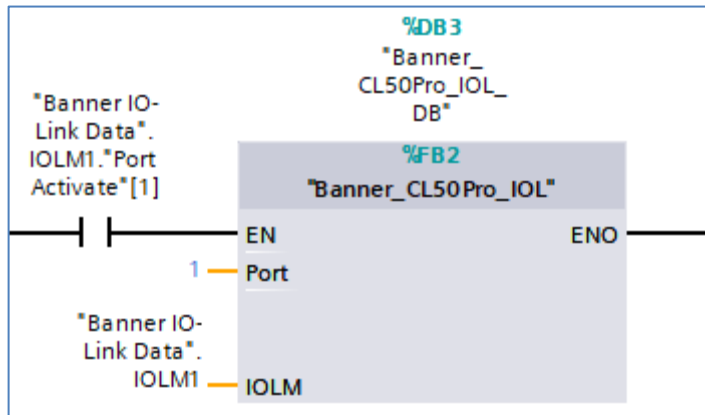 %DB3
"Banner_
CL50Pro_IOL_
DB"
"Banner IO-
Link Data".
IOLM1."Port
Activate"[1]
%FB2
"Banner_CL50Pro_IOL"
EN
ENO
1
Port
"Banner IO-
Link Data".
IOLM1
IOLM